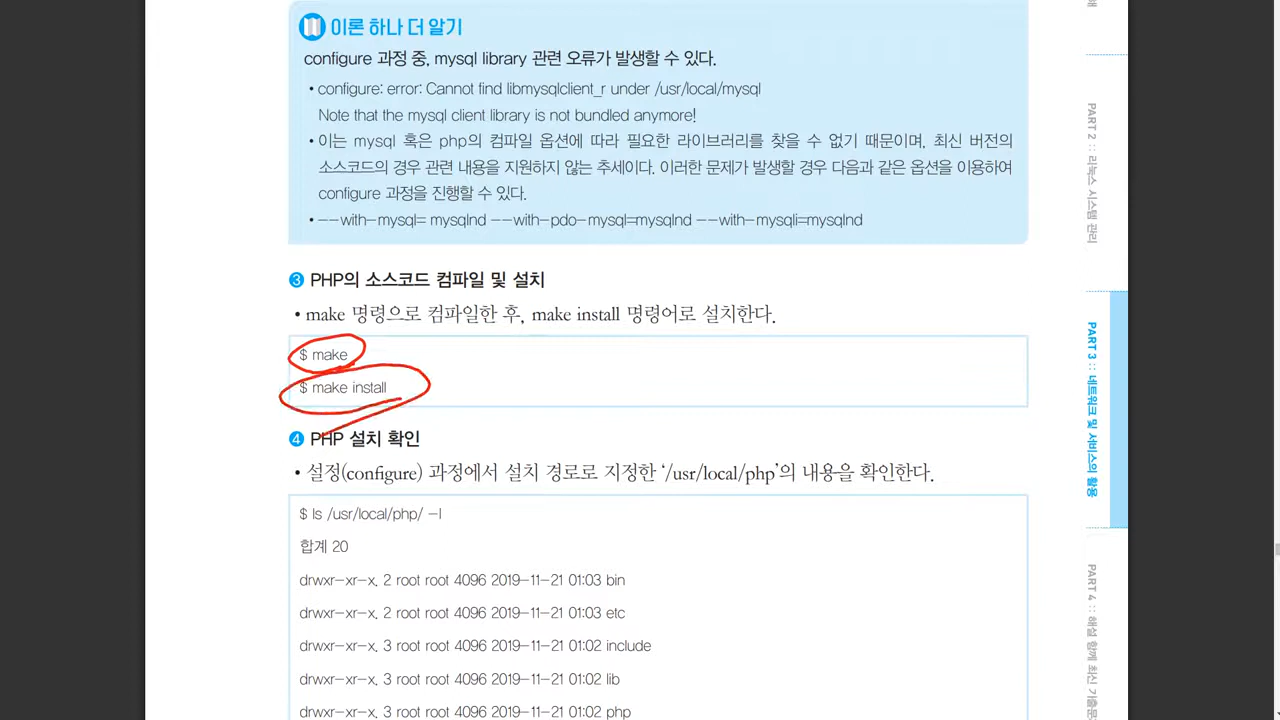 이론 하나 더 알기
configure 과정 중, mysql library 관련 오류가 발생할 수 있다.
• configure: error: Cannot find libmysqlclient_r under /usr/local/mysql
Note that the mysql client library is not bundled anymore!
• 이는 mysql 혹은 php의 컴파일 옵션에 따라 필요한 라이브러리를 찾을 수 없기 때문이며, 최신 버전의
소스코드의 경우 관련 내용을 지원하지 않는 추세이다. 이러한 문제가 발생할 경우 다음과 같은 옵션을 이용하여
configure 과정을 진행할 수 있다.
• --with-mysql= mysqlnd --with-pdo-mysql=mysqlnd --with-mysqli=mysqlnd
❸ PHP의 소스코드 컴파일 및 설치
• make 명령으로 컴파일한 후, make install 명령어로 설치한다.
$ make
$ make install
❹ PHP 설치 확인
• 설정(configure) 과정에서 설치 경로로 지정한 ‘/usr/local/php’의 내용을 확인한다.
$ ls /usr/local/php/ -l
합계 20
drwxr-xr-x. 2 root root 4096 2019-11-21 01:03 bin
drwxr-xr-x. 2 root root 4096 2019-11-21 01:03 etc
drwxr-xr-x. 3 root root 4096 2019-11-21 01:02 include
drwxr-xr-x. 3 root root 4096 2019-11-21 01:02 lib
PART 2 :: 리눅스 시스템 관리
PART 3 :: 네트워크 및 서비스의 활용
PART 4 :: 해설 함께 최신 기출문